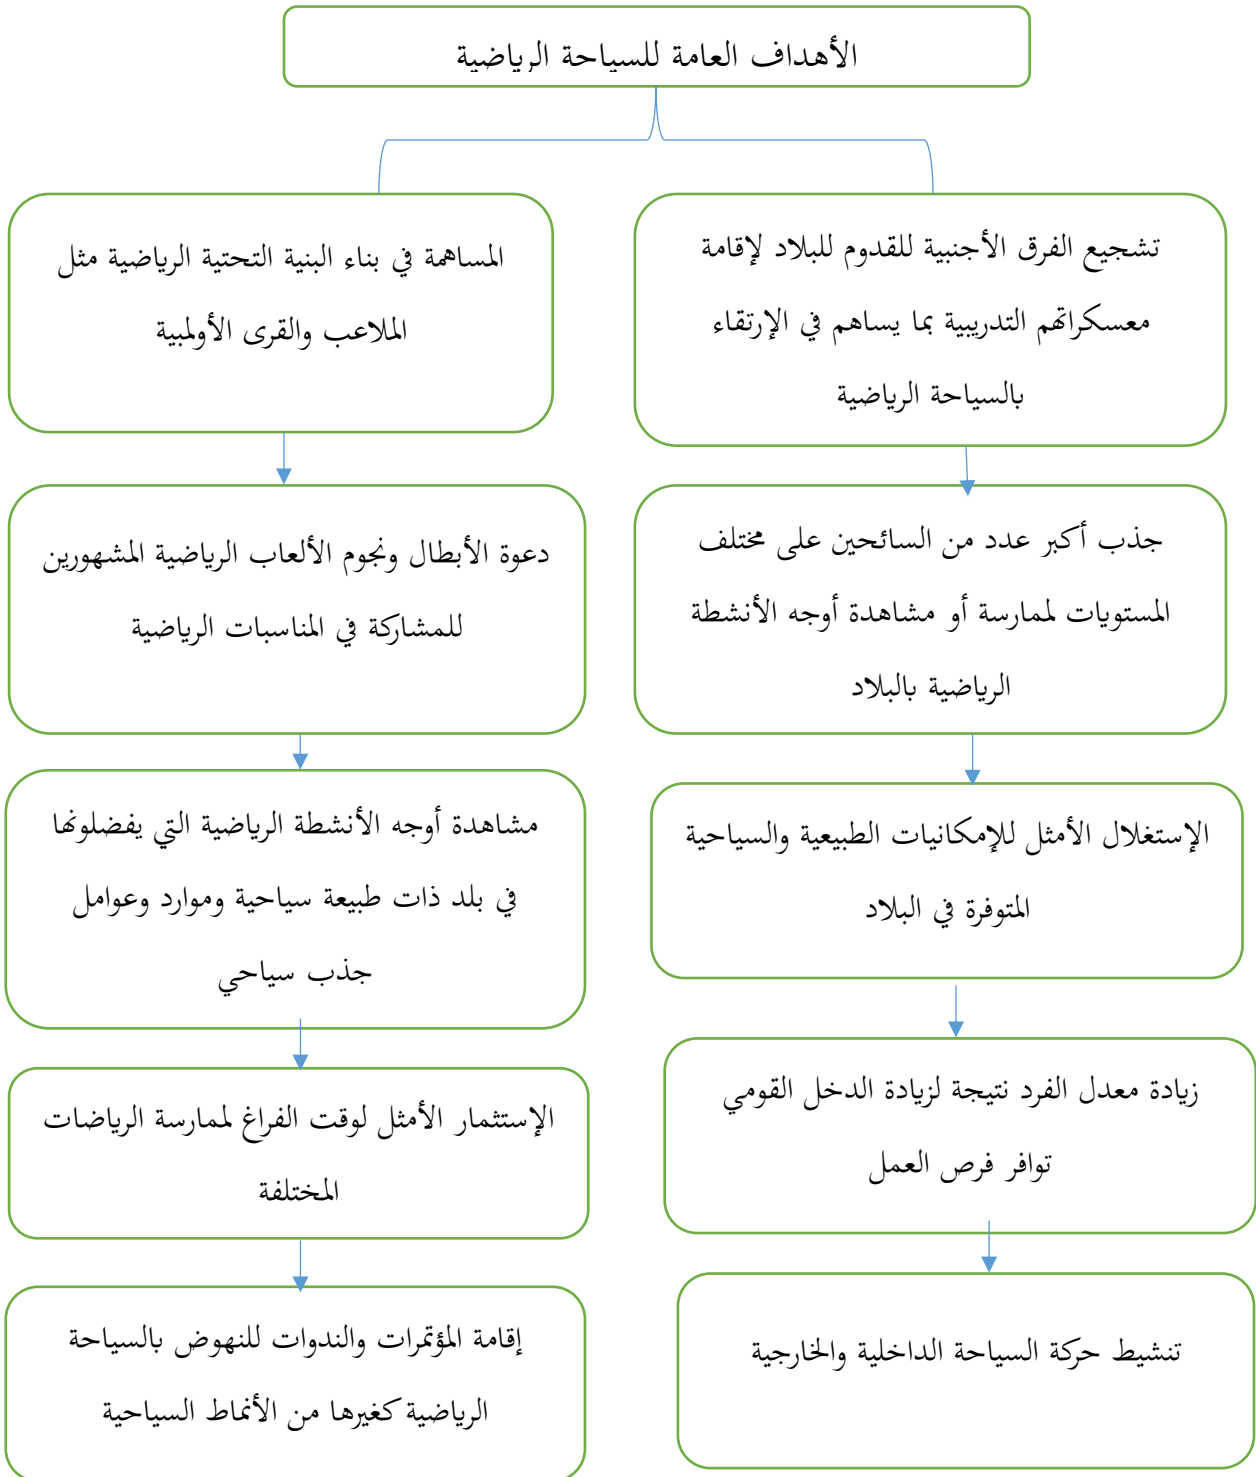 الأهداف العامة للسياحة الرياضية
تشجيع الفرق الأجنبية للقدوم للبلاد لإقامة
معسكراتهم التدريبية بما يساهم في الإرتقاء
بالسياحة الرياضية
جذب أكبر عدد من السائحين على مختلف
المستويات لممارسة أو مشاهدة أوجه الأنشطة
الرياضية بالبلاد
الإستغلال الأمثل للإمكانيات الطبيعية والسياحية
المتوفرة في البلاد
زيادة معدل الفرد نتيجة لزيادة الدخل القومي
توافر فرص العمل
تنشيط حركة السياحة الداخلية والخارجية
المساهمة في بناء البنية التحتية الرياضية مثل
الملاعب والقرى الأولمبية
دعوة الأبطال ونجوم الألعاب الرياضية المشهورين
للمشاركة في المناسبات الرياضية
مشاهدة أوجه الأنشطة الرياضية التي يفضلونها
في بلد ذات طبيعة سياحية وموارد وعوامل
جذب سياحي
الإستثمار الأمثل لوقت الفراغ لممارسة الرياضات
المختلفة
إقامة المؤتمرات والندوات للنهوض بالسياحة
الرياضية كغيرها من الأنماط السياحية